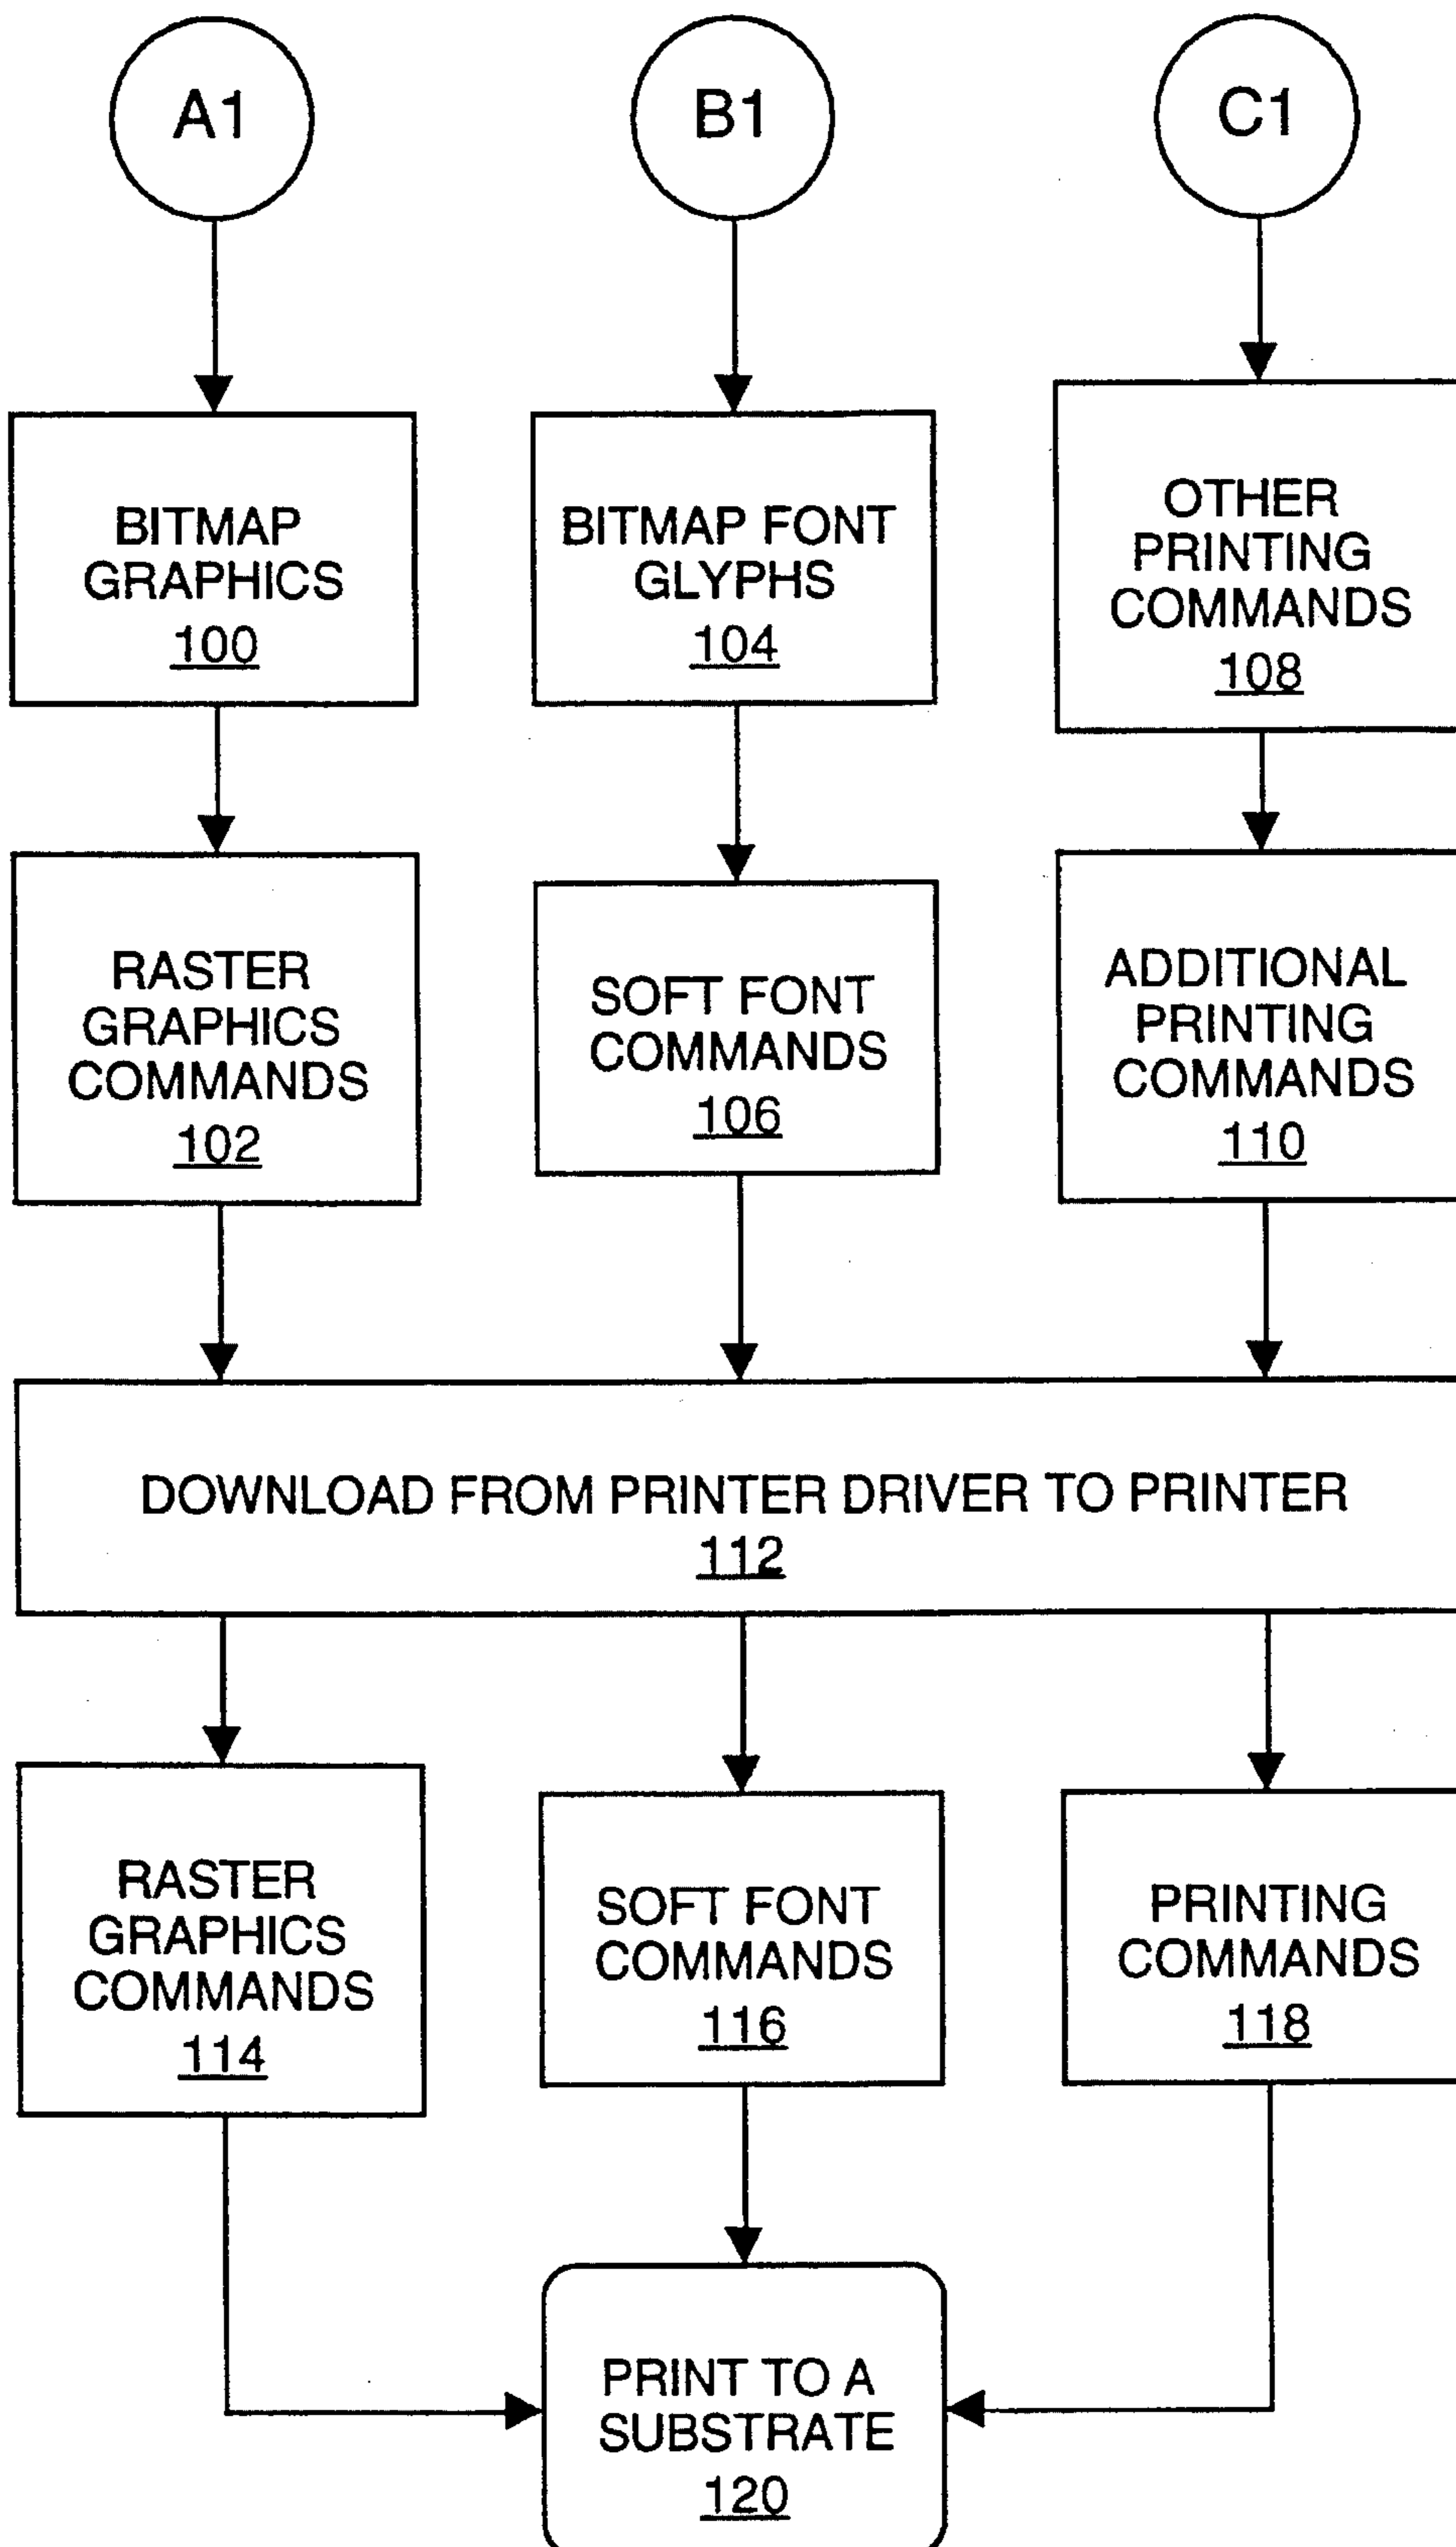 A1
B1
C1
BITMAP
GRAPHICS
100
BITMAP FONT
GLYPHS
104
OTHER
PRINTING
COMMANDS
108
RASTER
GRAPHICS
COMMANDS
102
SOFT FONT
COMMANDS
106
ADDITIONAL
PRINTING
COMMANDS
110
DOWNLOAD FROM PRINTER DRIVER TO PRINTER
112
RASTER
GRAPHICS
COMMANDS
114
SOFT FONT
COMMANDS
116
PRINTING
COMMANDS
118
PRINT TO A
SUBSTRATE
120